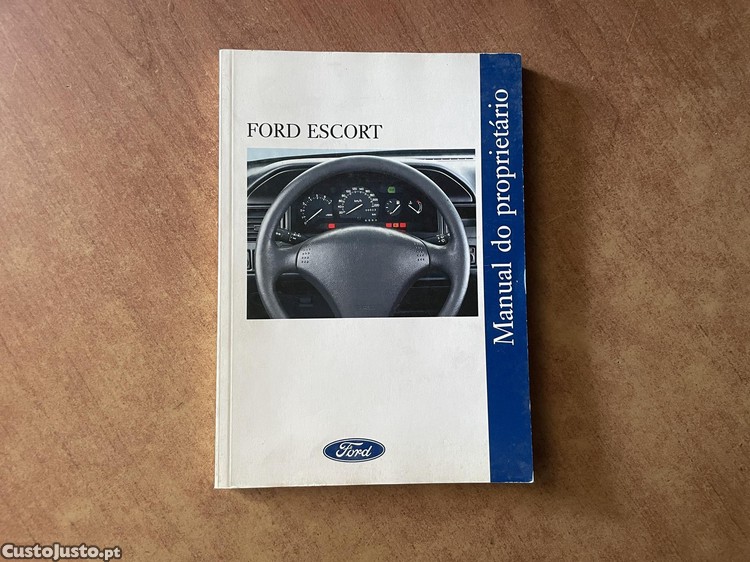 FORD ESCORT
Manual do proprietário
Ford
CustoJusto.pt